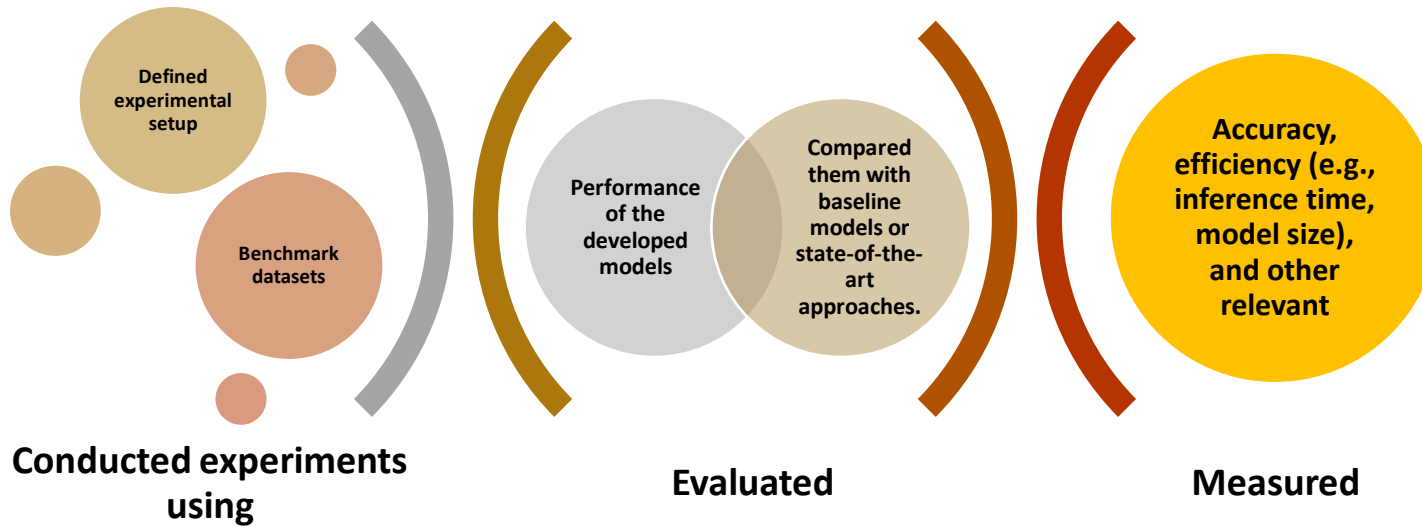 Defined
experimental
setup
Benchmark
datasets
Conducted experiments
using
Performance
of the
developed
models
Compared
them with
baseline
models or
state-of-the-
art
approaches.
Evaluated
Accuracy,
efficiency (e.g.,
inference time,
model size),
and other
relevant
Measured